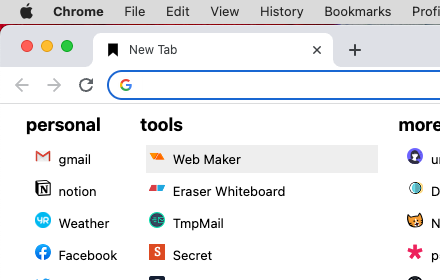 Chrome File Edit View History Bookmarks
New Tab
personal tools more
gmail Web Maker
notion Eraser Whiteboard D
Weather TmpMail N
Facebook Secret